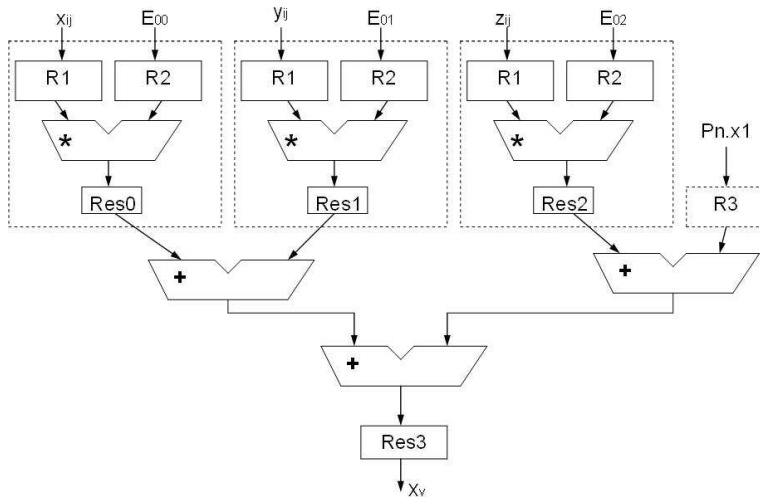 xij E00 yij E01 zij E02
R1 R2 R1 R2 R1 R2
* * *
Pn.x1
Res0 Res1 Res2 R3
+ +
+
Res3
xv